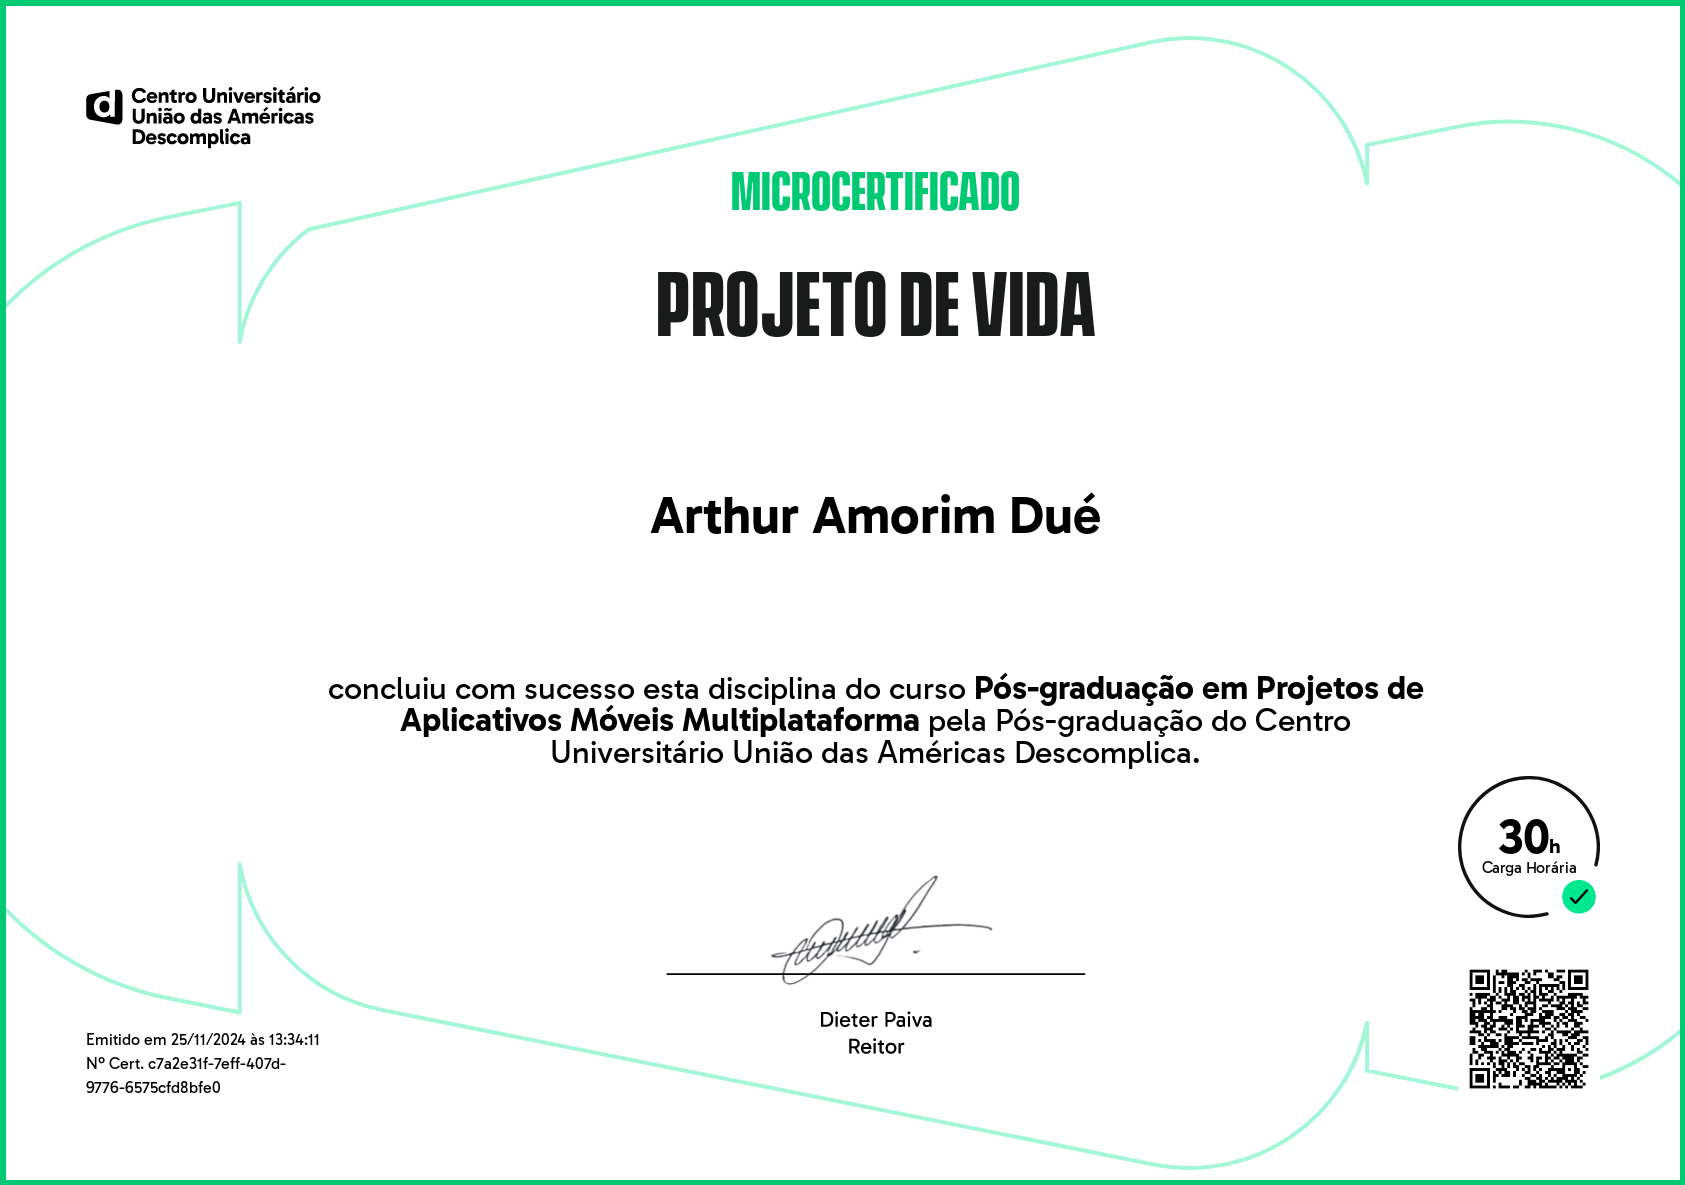 Centro Universitário
União das Américas
Descomplica
MICROCERTIFICADO
PROJETO DE VIDA
Arthur Amorim Dué
concluiu com sucesso esta disciplina do curso Pós-graduação em Projetos de
Aplicativos Móveis Multiplataforma pela Pós-graduação do Centro
Universitário União das Américas Descomplica.
30h
Carga Horária
Dieter Paiva
Reitor
Emitido em 25/11/2024 às 13:34:11
Nº Cert. c7a2e31f-7eff-407d-
9776-6575cfd8bfe0